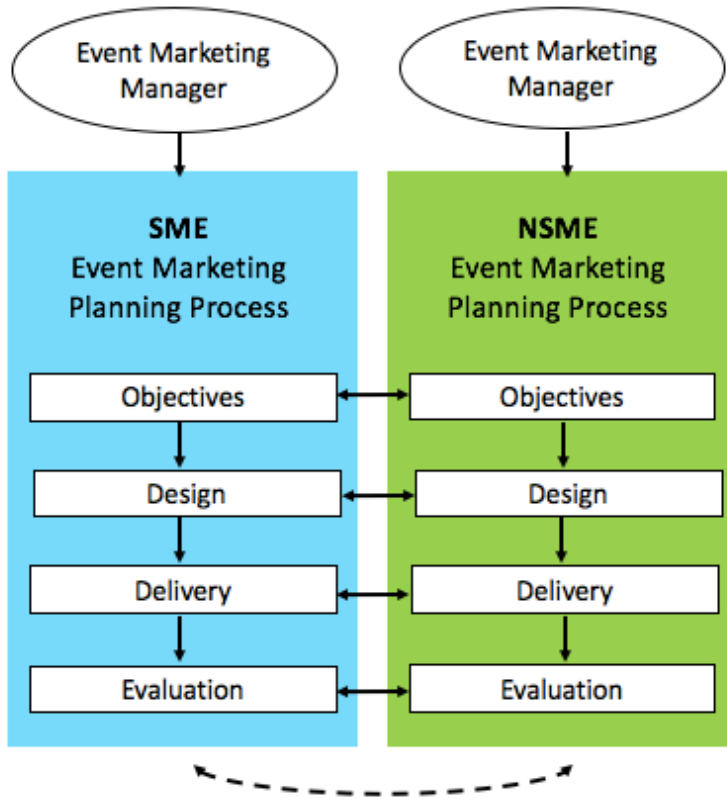 Event Marketing
Manager
Event Marketing
Manager
SME
Event Marketing
Planning Process
Objectives
Design
Delivery
Evaluation
NSME
Event Marketing
Planning Process
Objectives
Design
Delivery
Evaluation